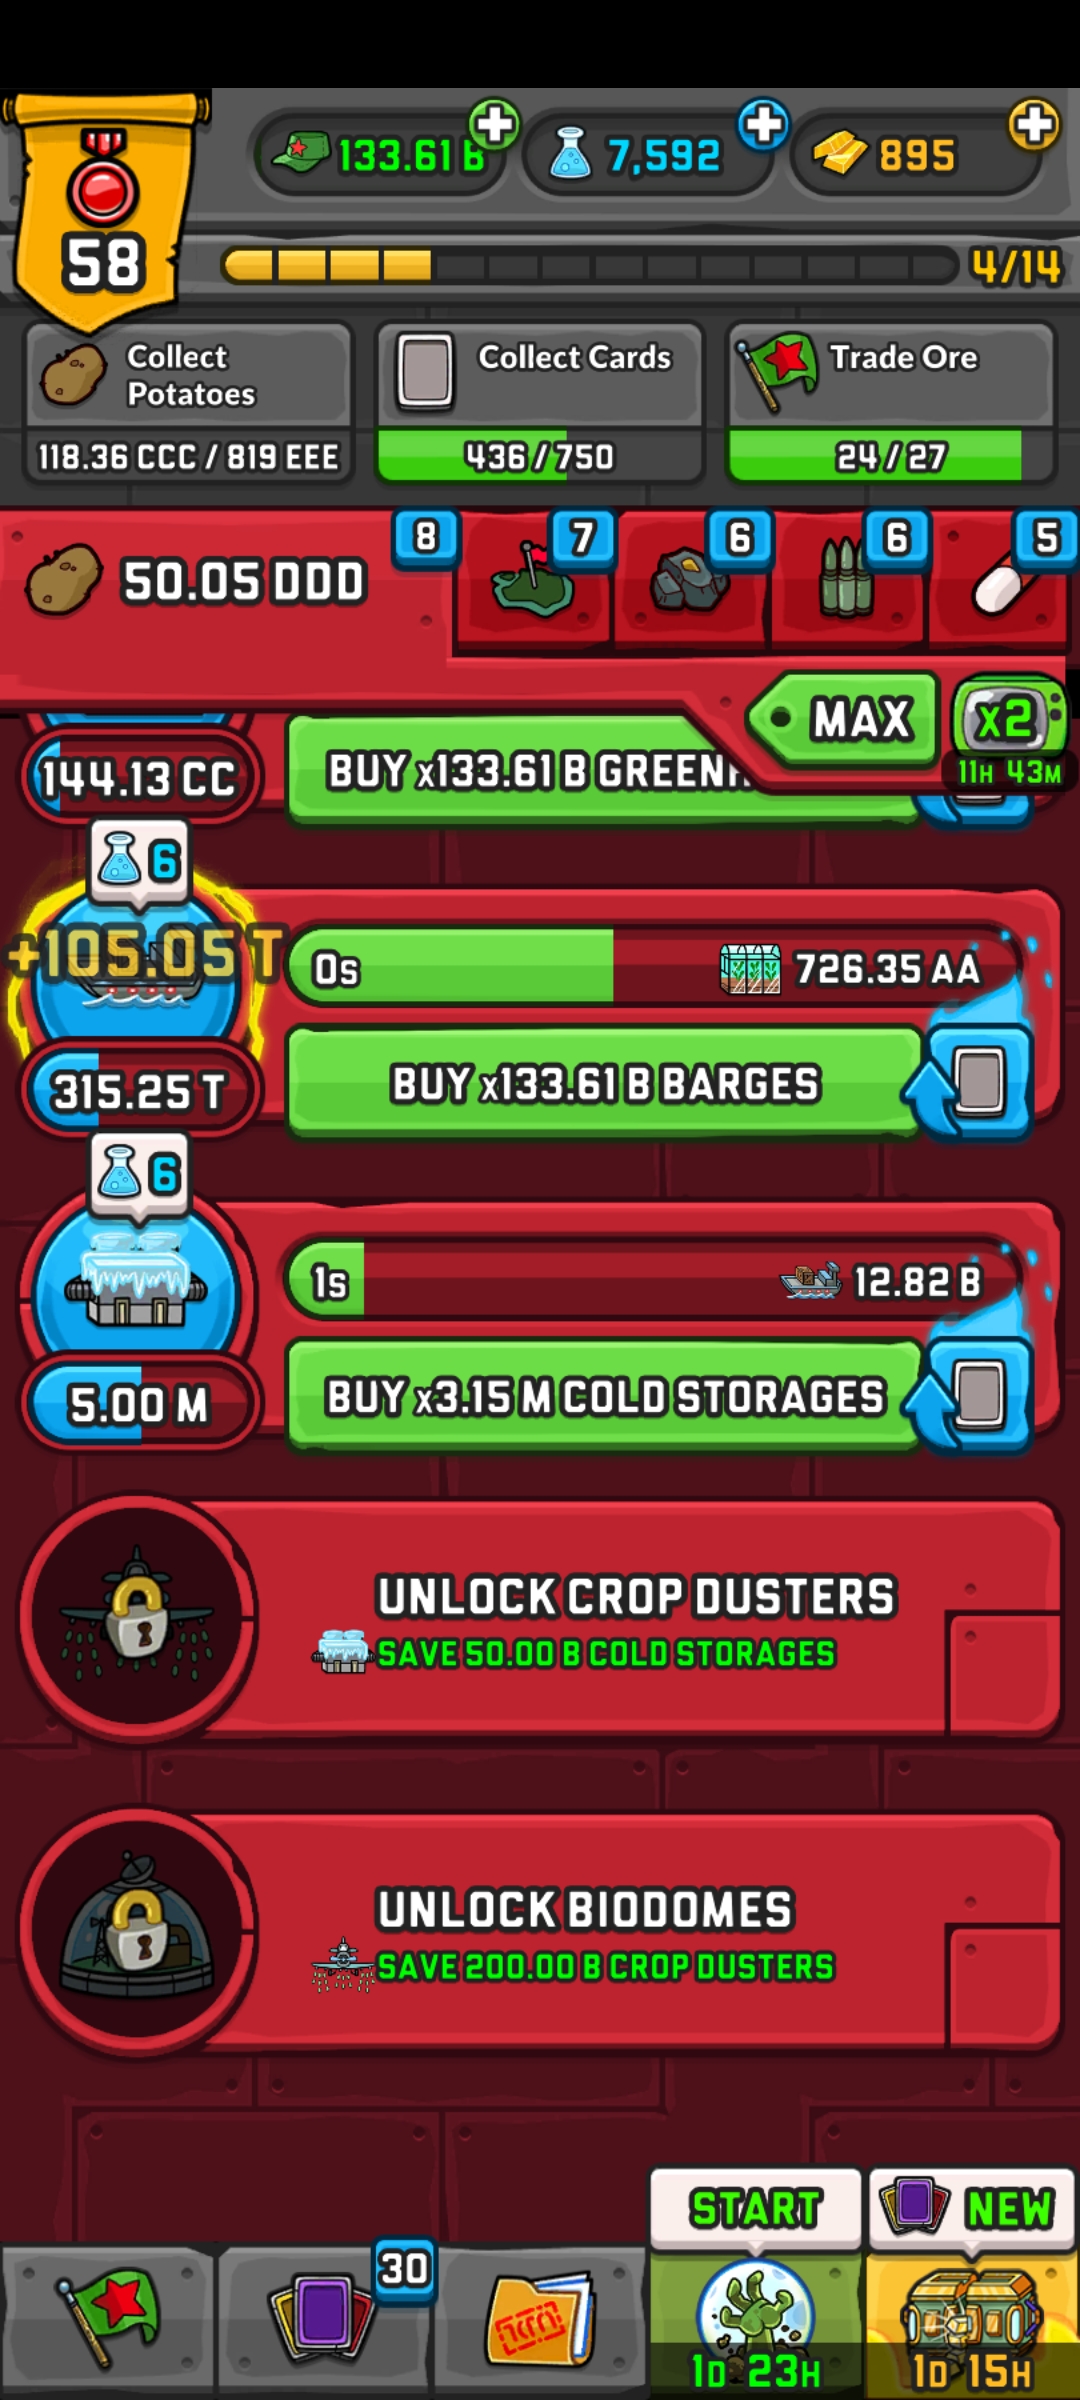 133.61 B
7,592
895
58
4/14
Collect
Potatoes
118.36 CCC / 819 EEE
Collect Cards
436 / 750
Trade Ore
24 / 27
50.05 DDD
8
7
6
6
5
MAX
x2
11H 43M
144.13 CC
BUY x133.61 B GREENH
6
+105.05 T
0s
726.35 AA
315.25 T
BUY x133.61 B BARGES
6
1s
12.82 B
5.00 M
BUY x3.15 M COLD STORAGES
UNLOCK CROP DUSTERS
SAVE 50.00 B COLD STORAGES
UNLOCK BIODOMES
SAVE 200.00 B CROP DUSTERS
START
NEW
30
1D 23H
1D 15H